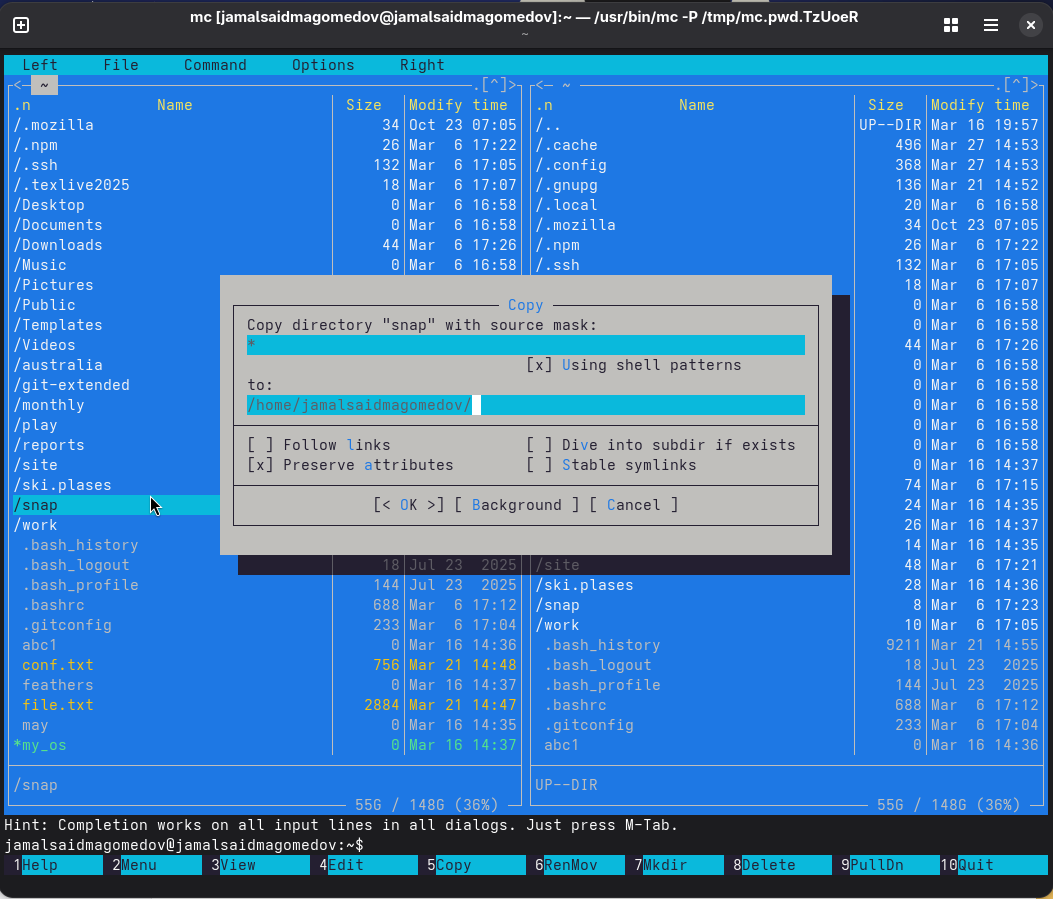 mc [jamalsaidmagomedov@jamalsaidmagomedov]:~ — /usr/bin/mc -P /tmp/mc.pwd.TzUoeR
~
Left File Command Options Right
<— ~ .[^]> <— ~ .[^]>
.n Name Size Modify time .n Name Size Modify time
/.mozilla 34 Oct 23 07:05 /.. UP--DIR Mar 16 19:57
/.npm 26 Mar 6 17:22 /.cache 496 Mar 27 14:53
/.ssh 132 Mar 6 17:05 /.config 368 Mar 27 14:53
/.texlive2025 18 Mar 6 17:07 /.gnupg 136 Mar 21 14:52
/Desktop 0 Mar 6 16:58 /.local 20 Mar 6 16:58
/Documents 0 Mar 6 16:58 /.mozilla 34 Oct 23 07:05
/Downloads 44 Mar 6 17:26 /.npm 26 Mar 6 17:22
/Music 0 Mar 6 16:58 /.ssh 132 Mar 6 17:05
/Pictures 18 Mar 6 17:07
/Public Copy 0 Mar 6 16:58
/Templates Copy directory "snap" with source mask: 0 Mar 6 16:58
/Videos * 44 Mar 6 17:26
/australia [x] Using shell patterns 0 Mar 6 16:58
/git-extended to: 0 Mar 6 16:58
/monthly /home/jamalsaidmagomedov/ 0 Mar 6 16:58
/play 0 Mar 6 16:58
/reports [ ] Follow links [ ] Dive into subdir if exists 0 Mar 6 16:58
/site [x] Preserve attributes [ ] Stable symlinks 0 Mar 16 14:37
/ski.plases 74 Mar 6 17:15
/snap [< OK >] [ Background ] [ Cancel ] 24 Mar 16 14:35
/work 26 Mar 16 14:37
.bash_history 14 Mar 16 14:35
.bash_logout 18 Jul 23 2025 /site 48 Mar 6 17:21
.bash_profile 144 Jul 23 2025 /ski.plases 28 Mar 16 14:36
.bashrc 688 Mar 6 17:12 /snap 8 Mar 6 17:23
.gitconfig 233 Mar 6 17:04 /work 10 Mar 6 17:05
abc1 0 Mar 16 14:36 .bash_history 9211 Mar 21 14:55
conf.txt 756 Mar 21 14:48 .bash_logout 18 Jul 23 2025
feathers 0 Mar 16 14:37 .bash_profile 144 Jul 23 2025
file.txt 2884 Mar 21 14:47 .bashrc 688 Mar 6 17:12
may 0 Mar 16 14:35 .gitconfig 233 Mar 6 17:04
*my_os 0 Mar 16 14:37 abc1 0 Mar 16 14:36
/snap UP--DIR
55G / 148G (36%) 55G / 148G (36%)
Hint: Completion works on all input lines in all dialogs. Just press M-Tab.
jamalsaidmagomedov@jamalsaidmagomedov:~$
1Help 2Menu 3View 4Edit 5Copy 6RenMov 7Mkdir 8Delete 9PullDn 10Quit